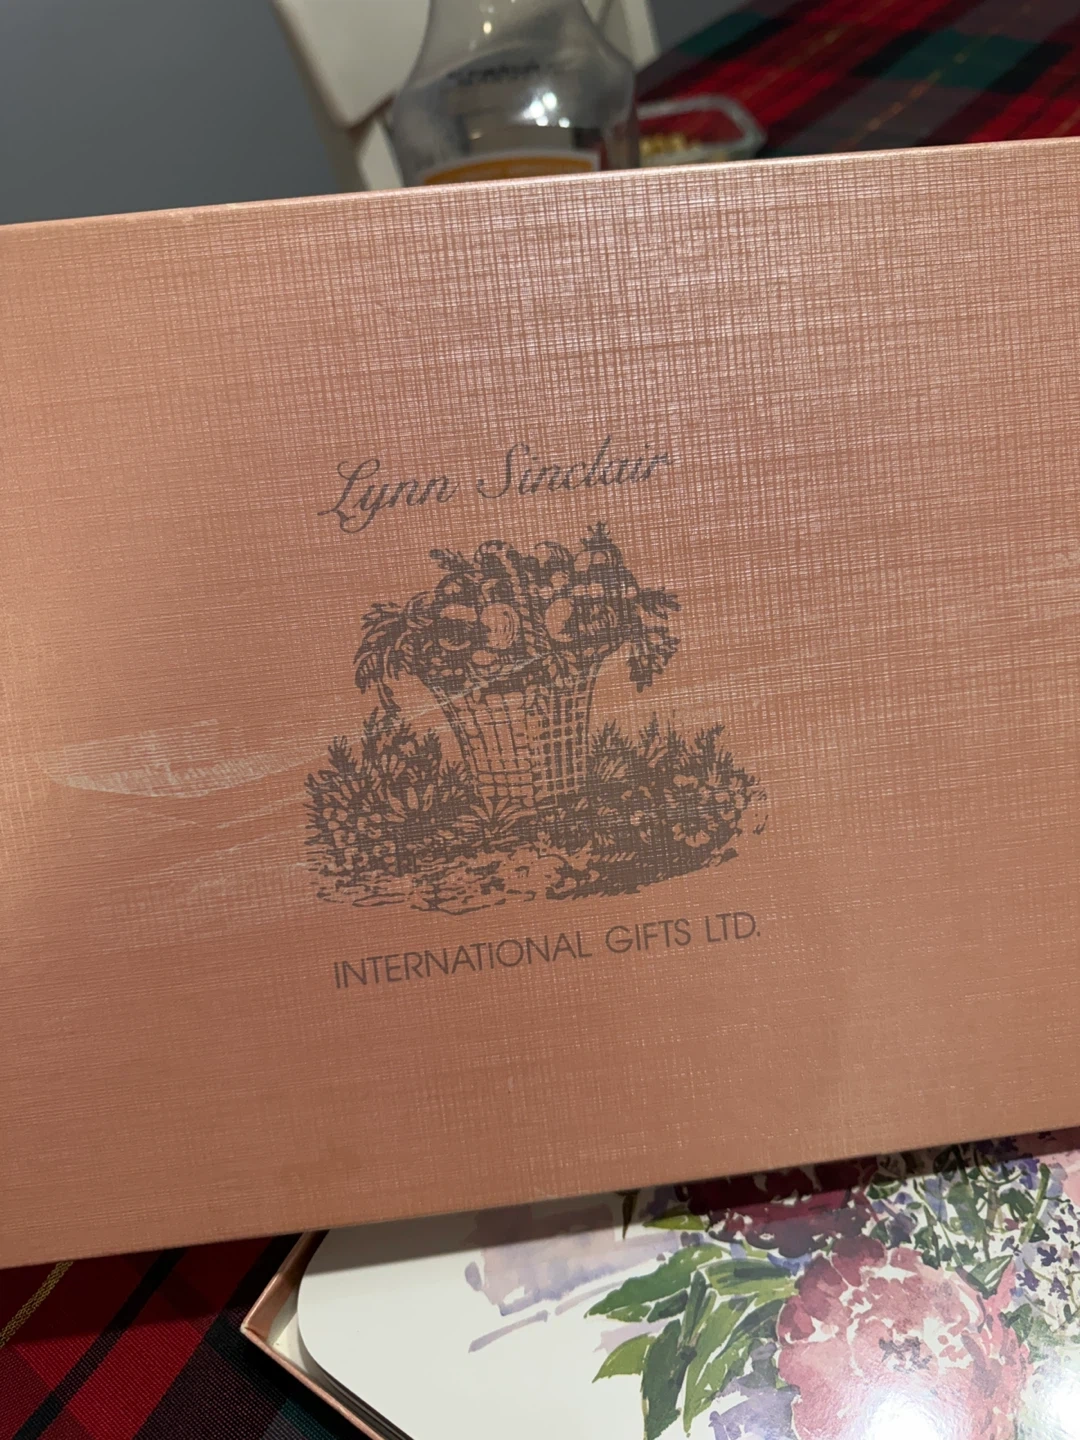 Lynn Sinclair
INTERNATIONAL GIFTS LTD.